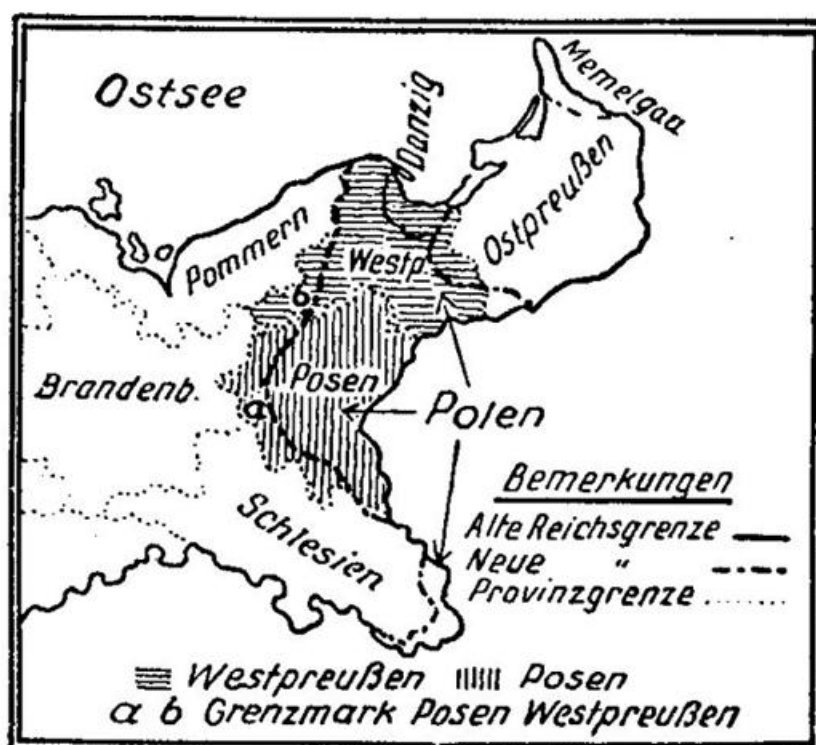 Ostsee
Memelgau
Danzig
Ostpreußen
Pommern
Westp.
b
Brandenb.
Posen
a
Polen
Schlesien
Bemerkungen
Alte Reichsgrenze
Neue "
Provinzgrenze
Westpreußen Posen
a b Grenzmark Posen Westpreußen